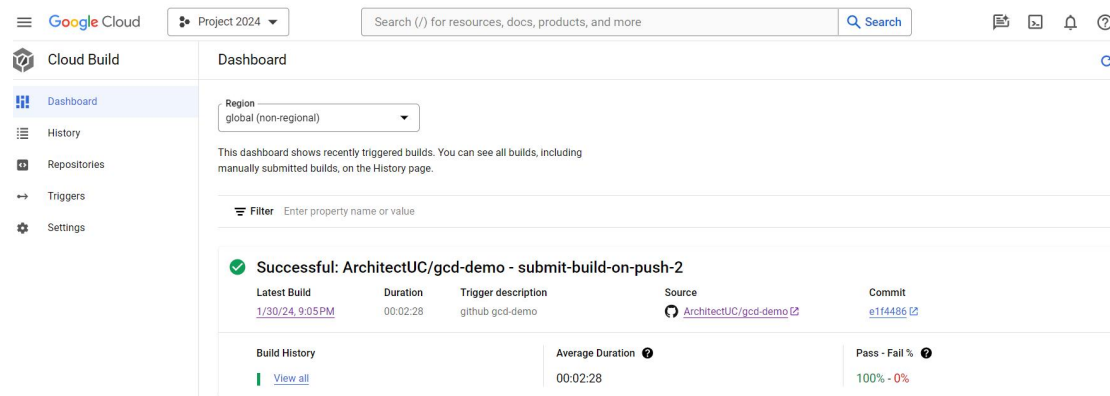 Google Cloud
Project 2024
Search (/) for resources, docs, products, and more
Search
Cloud Build
Dashboard
Dashboard
History
Repositories
Triggers
Settings
Region
global (non-regional)
This dashboard shows recently triggered builds. You can see all builds, including
manually submitted builds, on the History page.
Filter Enter property name or value
Successful: ArchitectUC/gcd-demo - submit-build-on-push-2
Latest Build Duration Trigger description Source Commit
1/30/24, 9:05 PM 00:02:28 github gcd-demo ArchitectUC/gcd-demo e1f4486
Build History Average Duration Pass - Fail %
View all 00:02:28 100% - 0%